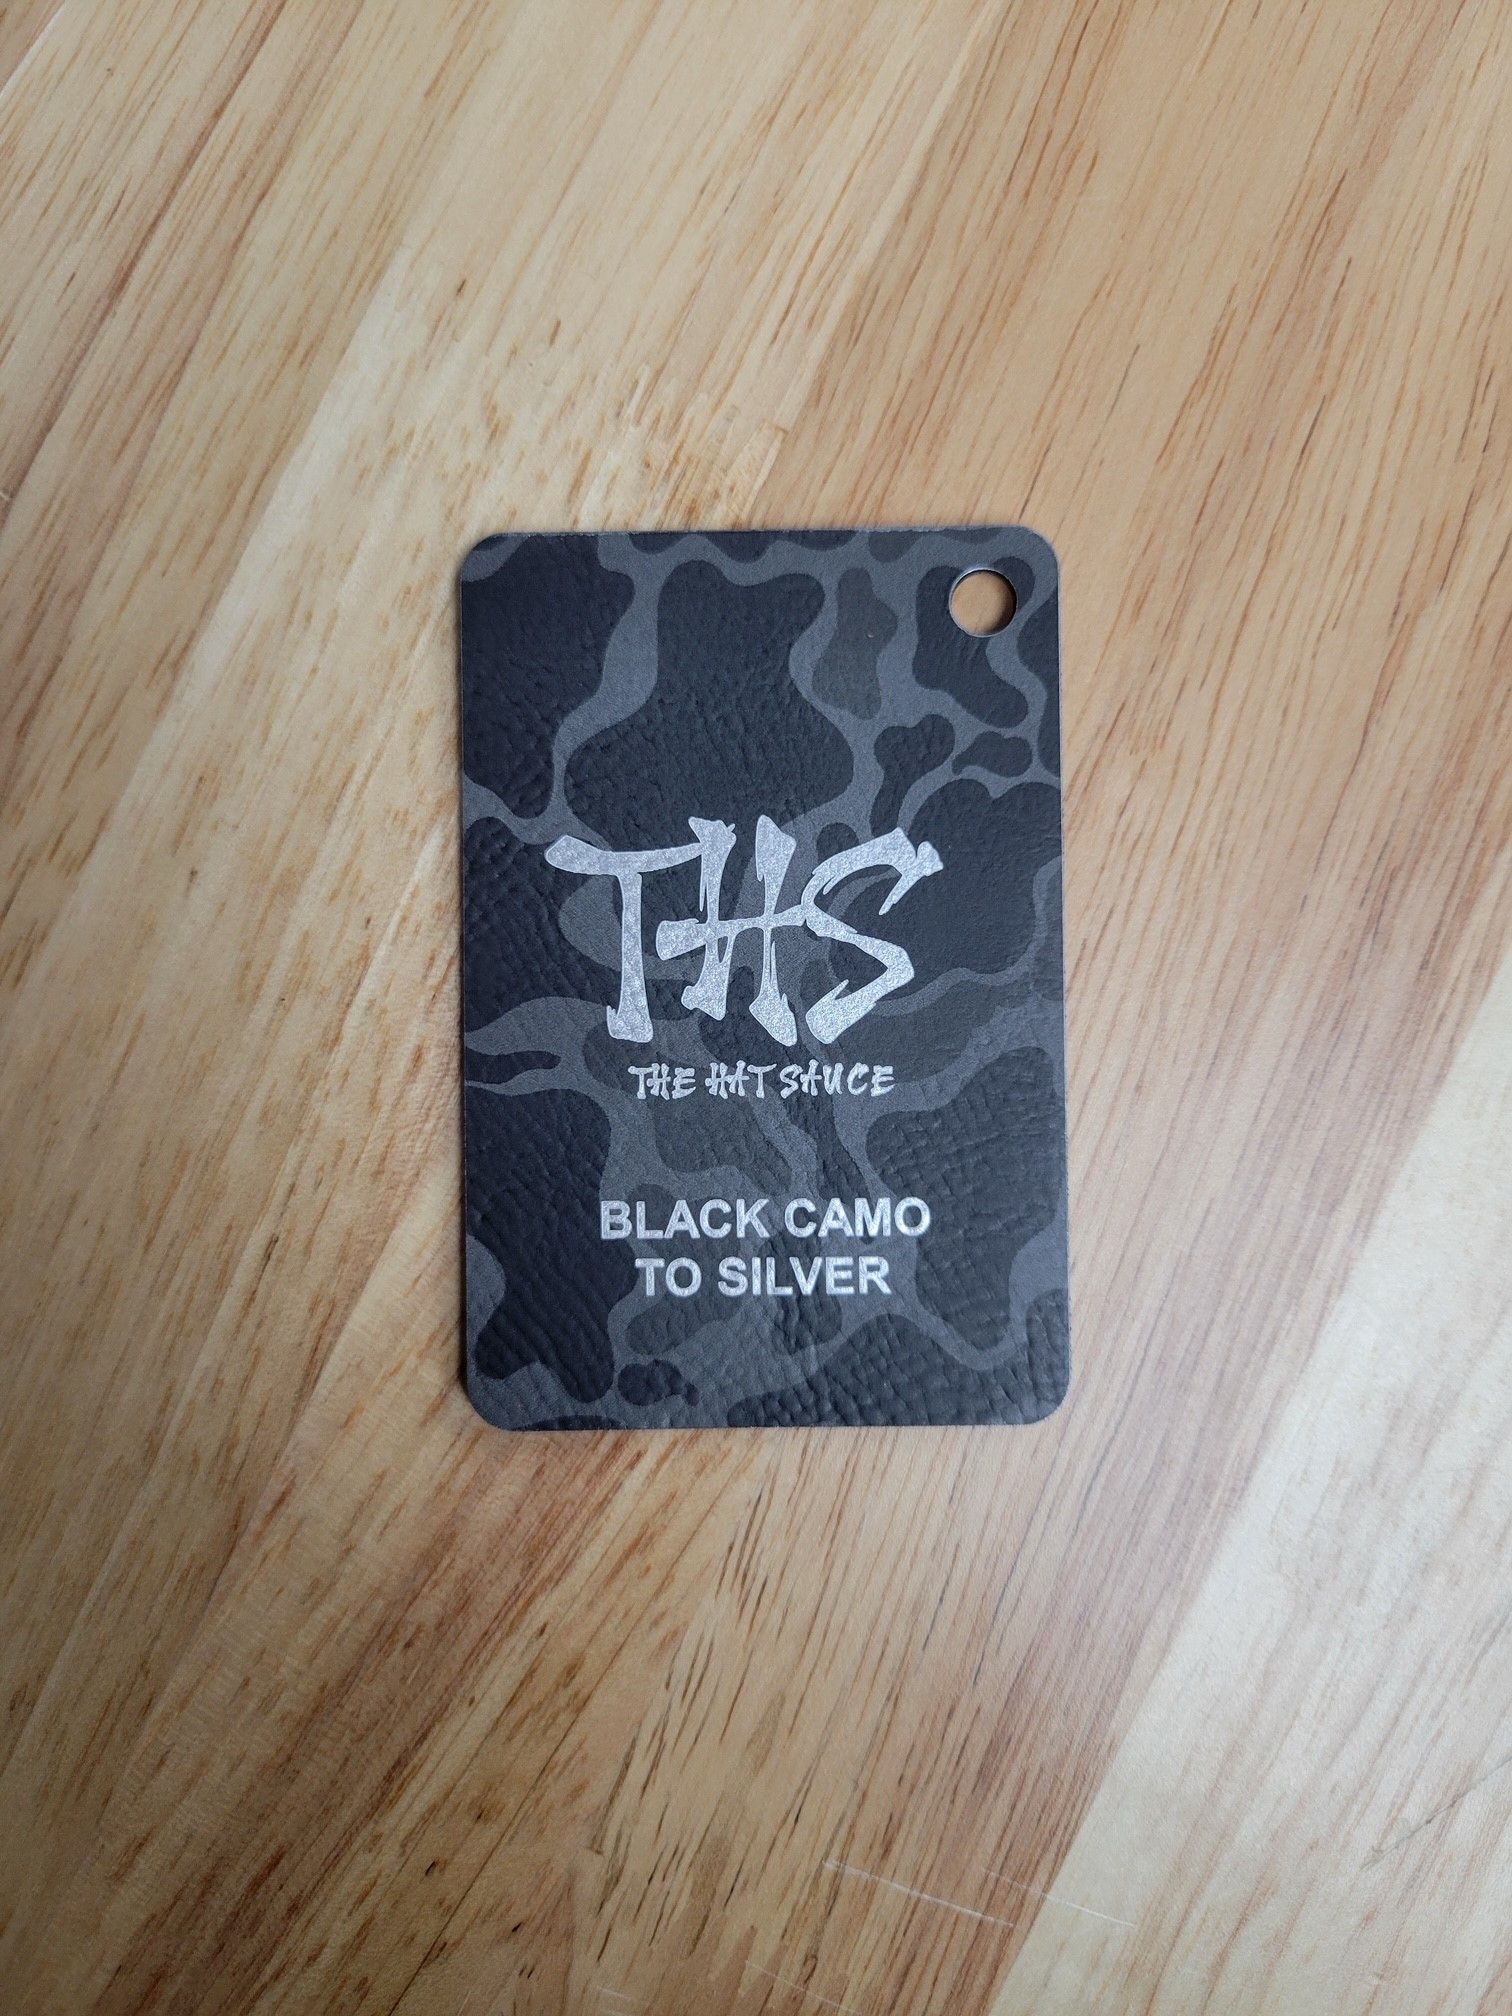 THS
THE HAT SAUCE
BLACK CAMO
TO SILVER